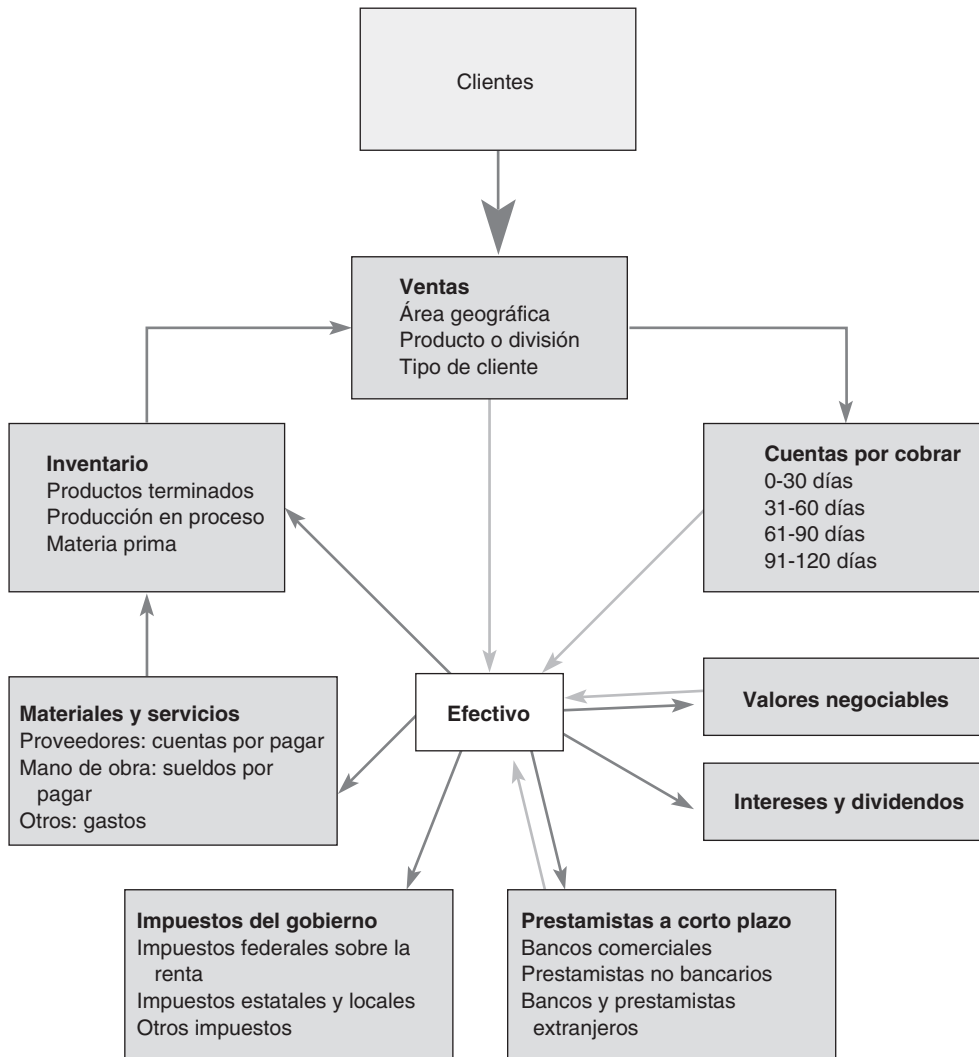 Clientes
Ventas
Área geográfica
Producto o división
Tipo de cliente
Inventario
Productos terminados
Producción en proceso
Materia prima
Cuentas por cobrar
0-30 días
31-60 días
61-90 días
91-120 días
Materiales y servicios
Proveedores: cuentas por pagar
Mano de obra: sueldos por
pagar
Otros: gastos
Efectivo
Valores negociables
Intereses y dividendos
Impuestos del gobierno
Impuestos federales sobre la
renta
Impuestos estatales y locales
Otros impuestos
Prestamistas a corto plazo
Bancos comerciales
Prestamistas no bancarios
Bancos y prestamistas
extranjeros